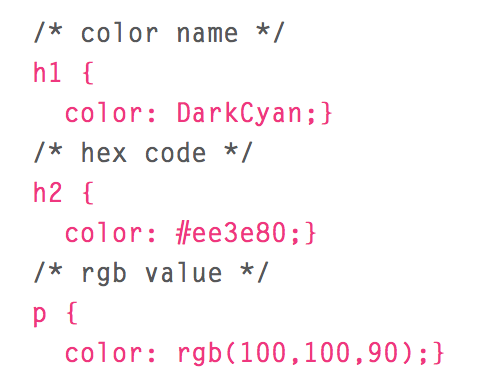 /* color name */
h1 {
  color: DarkCyan;}
/* hex code */
h2 {
  color: #ee3e80;}
/* rgb value */
p {
  color: rgb(100,100,90);}